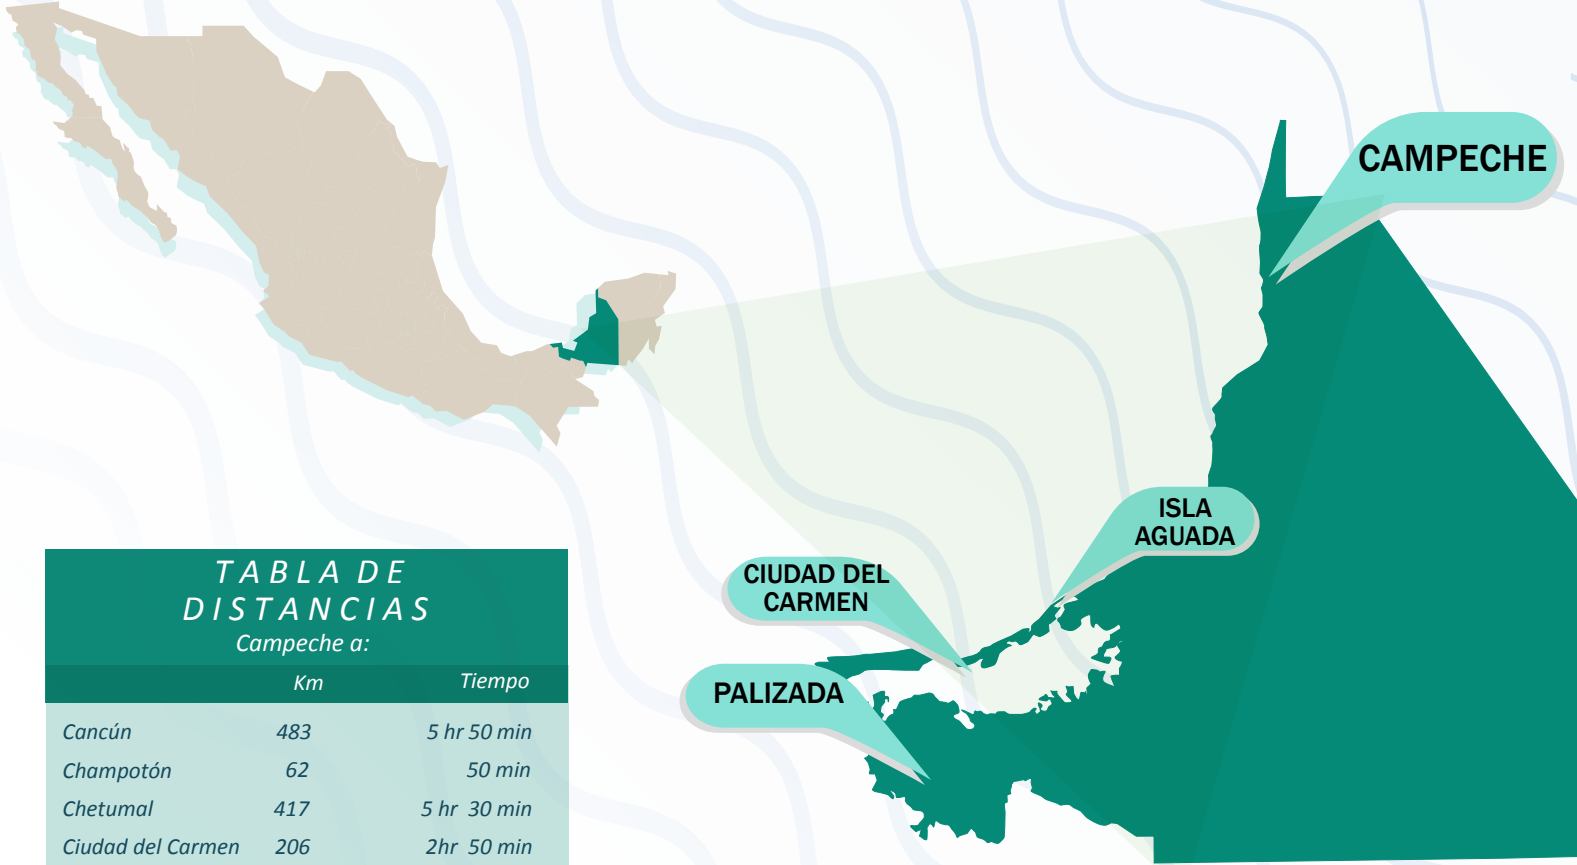 CAMPECHE
ISLA
AGUADA
CIUDAD DEL
CARMEN
PALIZADA
TABLA DE
DISTANCIAS
Campeche a:
Km Tiempo
Cancún 483 5 hr 50 min
Champotón 62 50 min
Chetumal 417 5 hr 30 min
Ciudad del Carmen 206 2hr 50 min